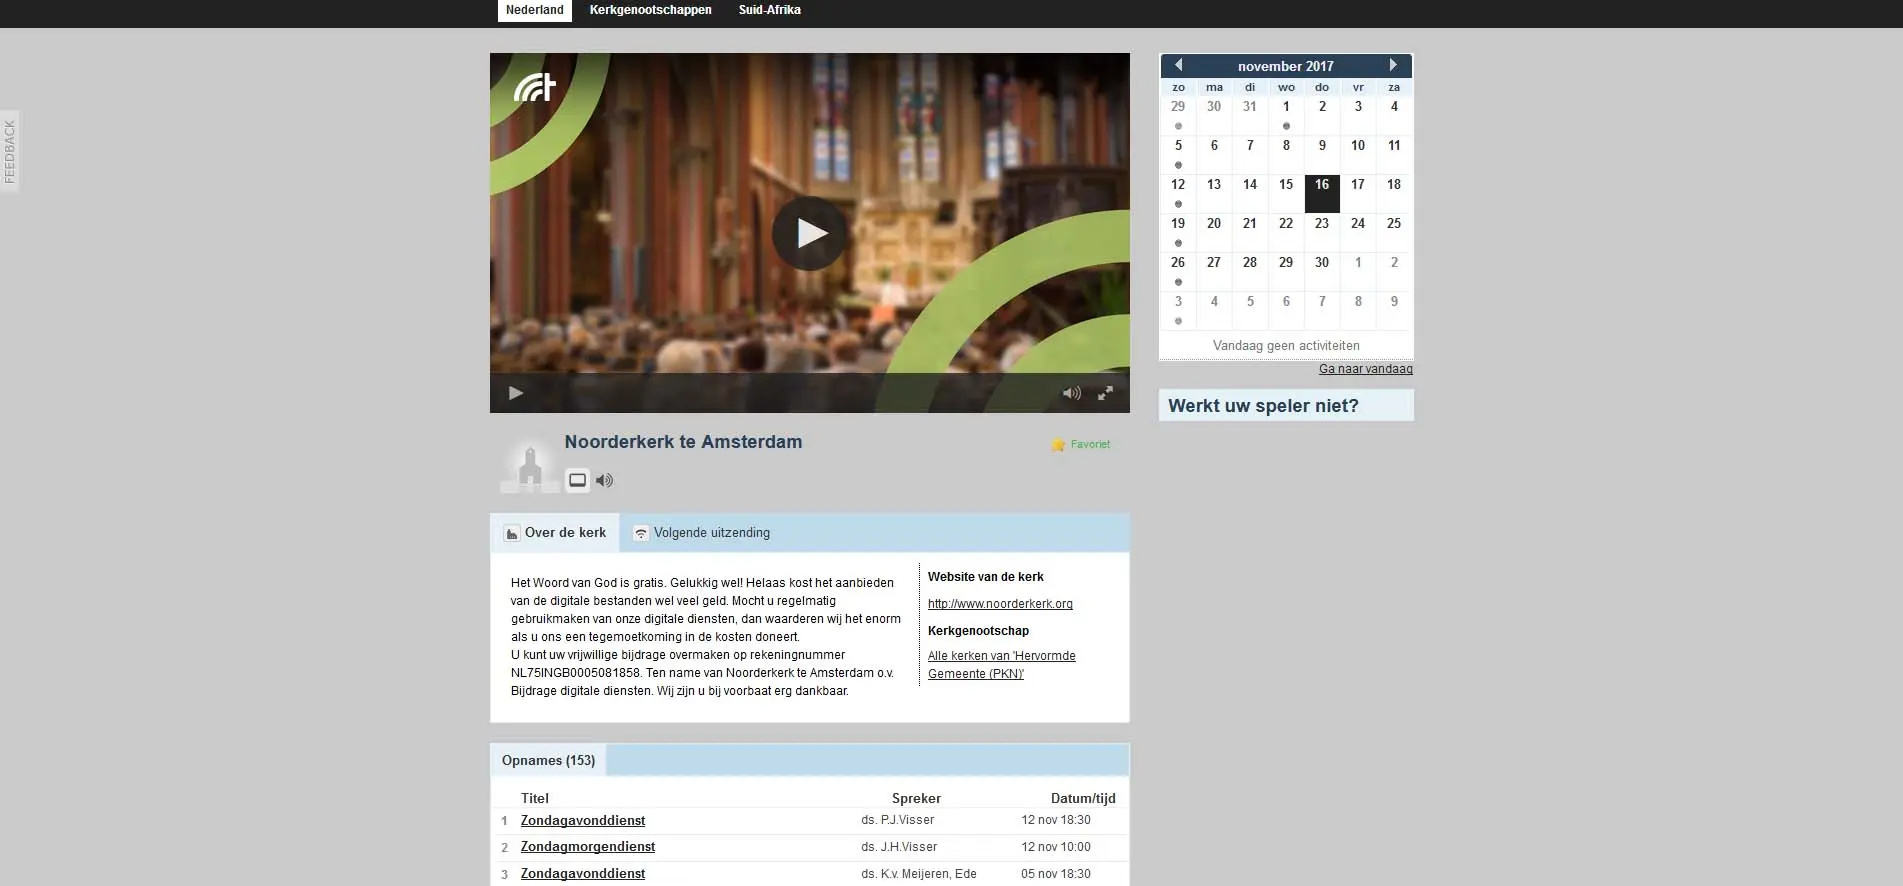 Nederland Kerkgenootschappen Suid-Afrika
FEEDBACK
november 2017
zo ma di wo do vr za
29 30 31 1 2 3 4
5 6 7 8 9 10 11
12 13 14 15 16 17 18
19 20 21 22 23 24 25
26 27 28 29 30 1 2
3 4 5 6 7 8 9
Vandaag geen activiteiten
Ga naar vandaag
Werkt uw speler niet?
Noorderkerk te Amsterdam
Favoriet
Over de kerk Volgende uitzending
Het Woord van God is gratis. Gelukkig wel! Helaas kost het aanbieden
van de digitale bestanden wel veel geld. Mocht u regelmatig
gebruikmaken van onze digitale diensten, dan waarderen wij het enorm
als u ons een tegemoetkoming in de kosten doneert.
U kunt uw vrijwillige bijdrage overmaken op rekeningnummer
NL75INGB0005081858. Ten name van Noorderkerk te Amsterdam o.v.
Bijdrage digitale diensten. Wij zijn u bij voorbaat erg dankbaar.
Website van de kerk
http://www.noorderkerk.org
Kerkgenootschap
Alle kerken van 'Hervormde
Gemeente (PKN)'
Opnames (153)
Titel Spreker Datum/tijd
1 Zondagavonddienst ds. P.J.Visser 12 nov 18:30
2 Zondagmorgendienst ds. J.H.Visser 12 nov 10:00
3 Zondagavonddienst ds. K.v. Meijeren, Ede 05 nov 18:30